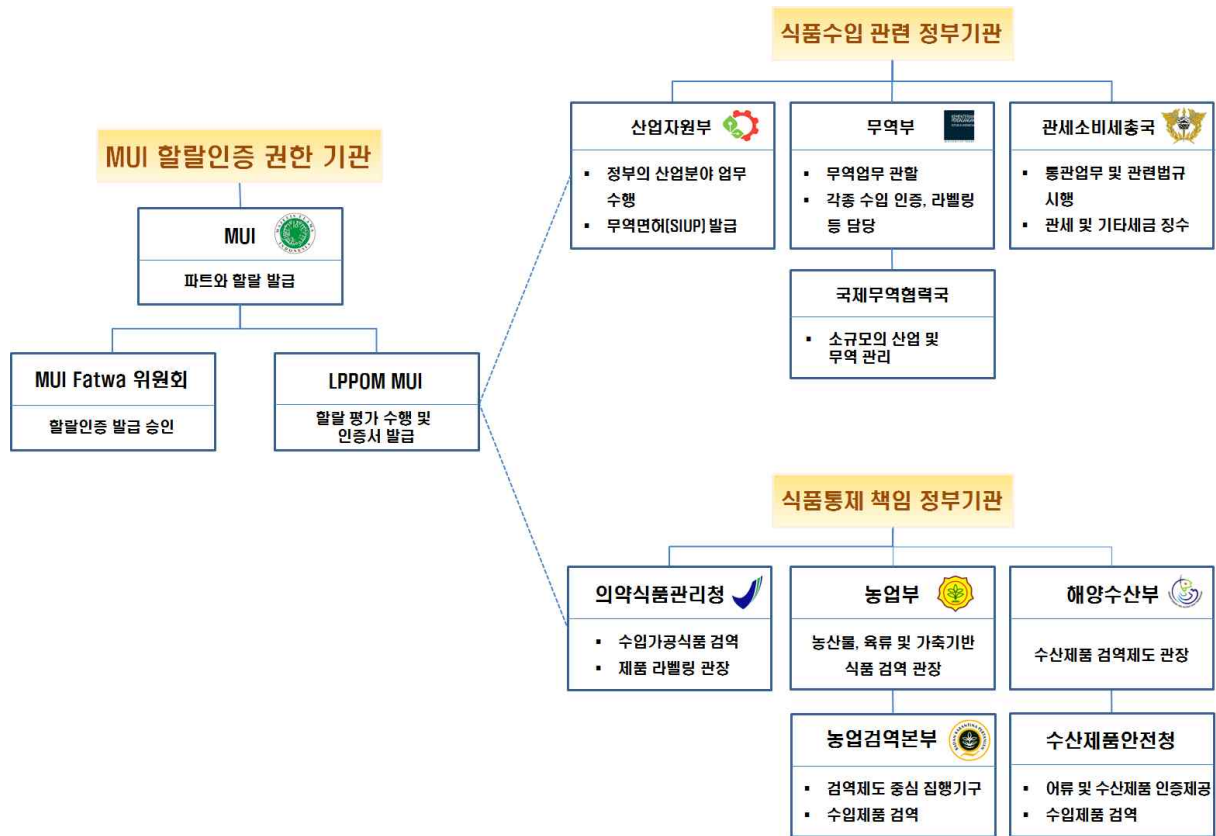 식품수입 관련 정부기관
산업자원부
▪ 정부의 산업분야 업무
수행
▪ 무역면허(SIUP) 발급
무역부
▪ 무역업무 관할
▪ 각종 수입 인증, 라벨링
등 담당
관세소비세총국
▪ 통관업무 및 관련법규
시행
▪ 관세 및 기타세금 징수
국제무역협력국
▪ 소규모의 산업 및
무역 관리
MUI 할랄인증 권한 기관
MUI
파트와 할랄 발급
MUI Fatwa 위원회
할랄인증 발급 승인
LPPOM MUI
할랄 평가 수행 및
인증서 발급
식품통제 책임 정부기관
의약식품관리청
▪ 수입가공식품 검역
▪ 제품 라벨링 관장
농업부
농산물, 육류 및 가축기반
식품 검역 관장
해양수산부
수산제품 검역제도 관장
농업검역본부
▪ 검역제도 중심 집행기구
▪ 수입제품 검역
수산제품안전청
▪ 어류 및 수산제품 인증제공
▪ 수입제품 검역